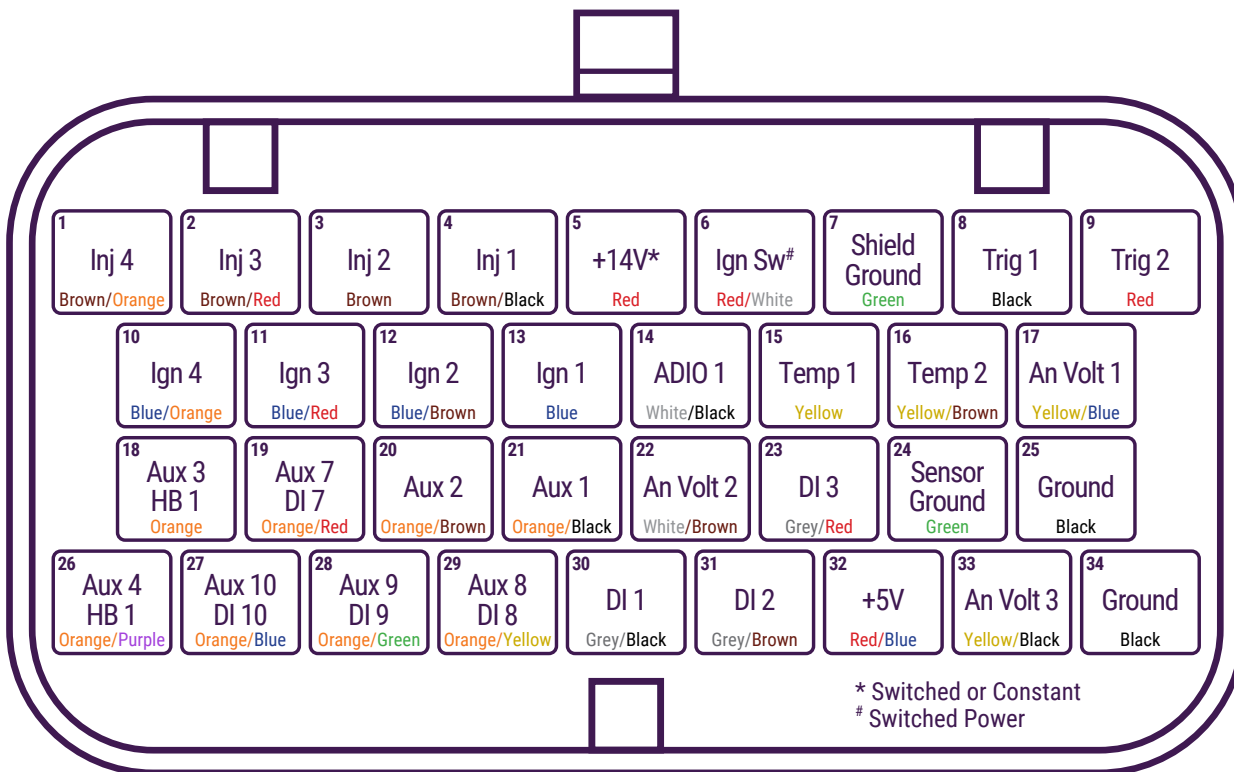 1
Inj 4
Brown/Orange
2
Inj 3
Brown/Red
3
Inj 2
Brown
4
Inj 1
Brown/Black
5
+14V*
Red
6
Ign Sw#
Red/White
7
Shield
Ground
Green
8
Trig 1
Black
9
Trig 2
Red
10
Ign 4
Blue/Orange
11
Ign 3
Blue/Red
12
Ign 2
Blue/Brown
13
Ign 1
Blue
14
ADIO 1
White/Black
15
Temp 1
Yellow
16
Temp 2
Yellow/Brown
17
An Volt 1
Yellow/Blue
18
Aux 3
HB 1
Orange
19
Aux 7
DI 7
Orange/Red
20
Aux 2
Orange/Brown
21
Aux 1
Orange/Black
22
An Volt 2
White/Brown
23
DI 3
Grey/Red
24
Sensor
Ground
Green
25
Ground
Black
26
Aux 4
HB 1
Orange/Purple
27
Aux 10
DI 10
Orange/Blue
28
Aux 9
DI 9
Orange/Green
29
Aux 8
DI 8
Orange/Yellow
30
DI 1
Grey/Black
31
DI 2
Grey/Brown
32
+5V
Red/Blue
33
An Volt 3
Yellow/Black
34
Ground
Black
* Switched or Constant
# Switched Power